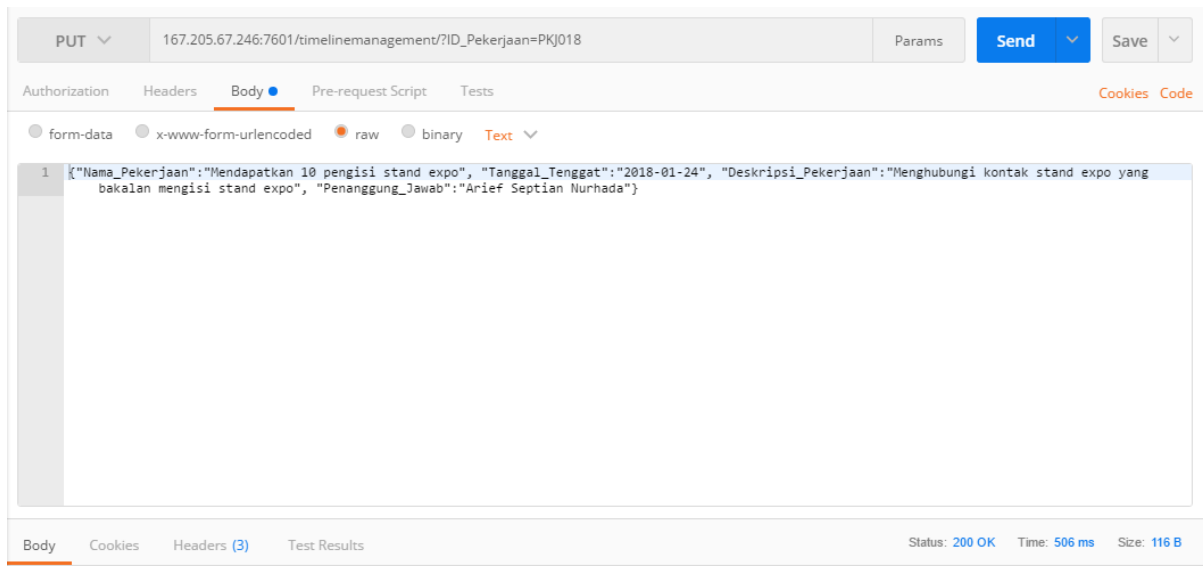 PUT 167.205.67.246:7601/timelinemanagement/?ID_Pekerjaan=PKJ018 Params Send Save
Authorization Headers Body Pre-request Script Tests Cookies Code
form-data x-www-form-urlencoded raw binary Text
1 {"Nama_Pekerjaan":"Mendapatkan 10 pengisi stand expo", "Tanggal_Tenggat":"2018-01-24", "Deskripsi_Pekerjaan":"Menghubungi kontak stand expo yang
bakalan mengisi stand expo", "Penanggung_Jawab":"Arief Septian Nurhada"}
Body Cookies Headers (3) Test Results Status: 200 OK Time: 506 ms Size: 116 B